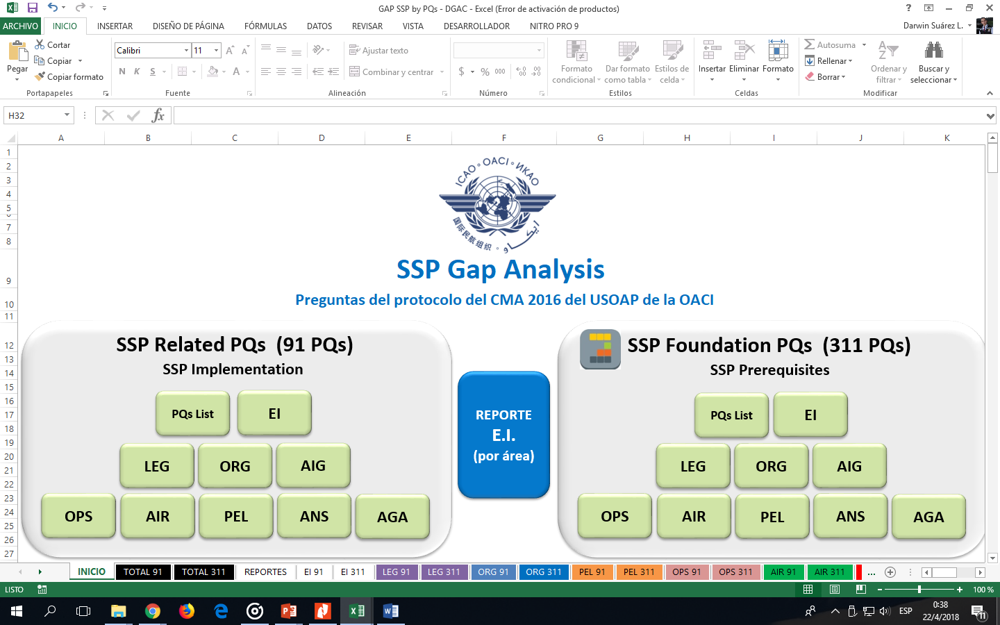 GAP SSP by PQs - DGAC - Excel (Error de activación de productos)
ARCHIVO INICIO INSERTAR DISEÑO DE PÁGINA FÓRMULAS DATOS REVISAR VISTA DESARROLLADOR NITRO PRO 9 Darwin Suárez L.
Pegar
Cortar
Copiar
Copiar formato
Portapapeles
Calibri 11
N K S A
Fuente
Ajustar texto
Combinar y centrar
Alineación
$ % 000
Número
Formato condicional
Dar formato como tabla
Estilos de celda
Estilos
Insertar Eliminar Formato
Celdas
Autosuma
Rellenar
Borrar
Ordenar y filtrar
Buscar y seleccionar
Modificar
H32 fx
A B C D E F G H I J K
1
2
3
4
5
7
8
9
10
11
12
13
14
15
16
17
18
19
20
21
22
23
24
25
26
27
ICAO • OACI • ИКАО
国际民航组织 • ايكاو
SSP Gap Analysis
Preguntas del protocolo del CMA 2016 del USOAP de la OACI
SSP Related PQs (91 PQs)
SSP Implementation
PQs List EI
LEG ORG AIG
OPS AIR PEL ANS AGA
REPORTE
E.I.
(por área)
SSP Foundation PQs (311 PQs)
SSP Prerequisites
PQs List EI
LEG ORG AIG
OPS AIR PEL ANS AGA
INICIO TOTAL 91 TOTAL 311 REPORTES EI 91 EI 311 LEG 91 LEG 311 ORG 91 ORG 311 PEL 91 PEL 311 OPS 91 OPS 311 AIR 91 AIR 311 ...
LISTO 100 %
ESP
0:38
22/4/2018
11